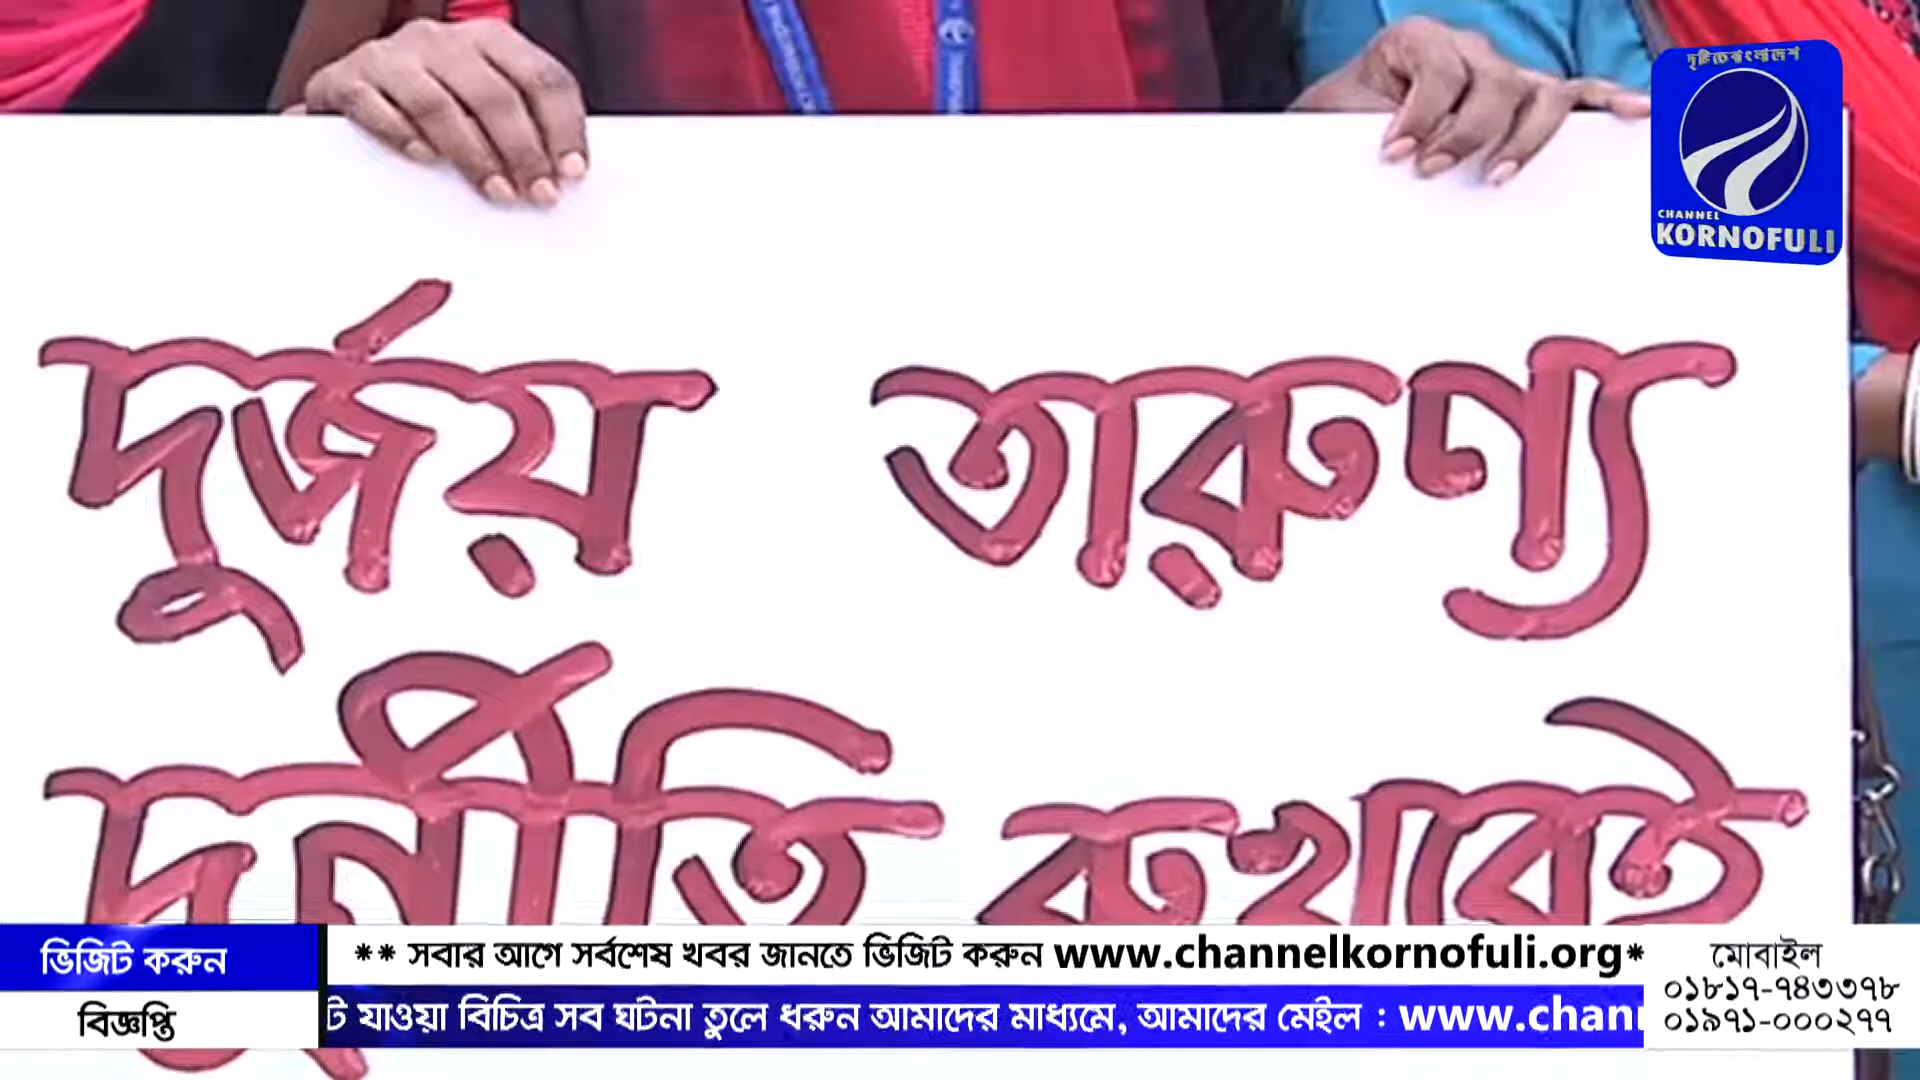 দৃষ্টিতে বাংলাদেশ
CHANNEL
KORNOFULI
দুর্জয় তারুণ্য
দুর্নীতি রুখবেই
ভিজিট করুন
** সবার আগে সর্বশেষ খবর জানতে ভিজিট করুন www.channelkornofuli.org*
বিজ্ঞপ্তি
যাওয়া বিচিত্র সব ঘটনা তুলে ধরুন আমাদের মাধ্যমে, আমাদের মেইল : www.chan
মোবাইল
০১৮১৭-৭৪৩৩৭৮
০১৯৭১-০০০২৭৭